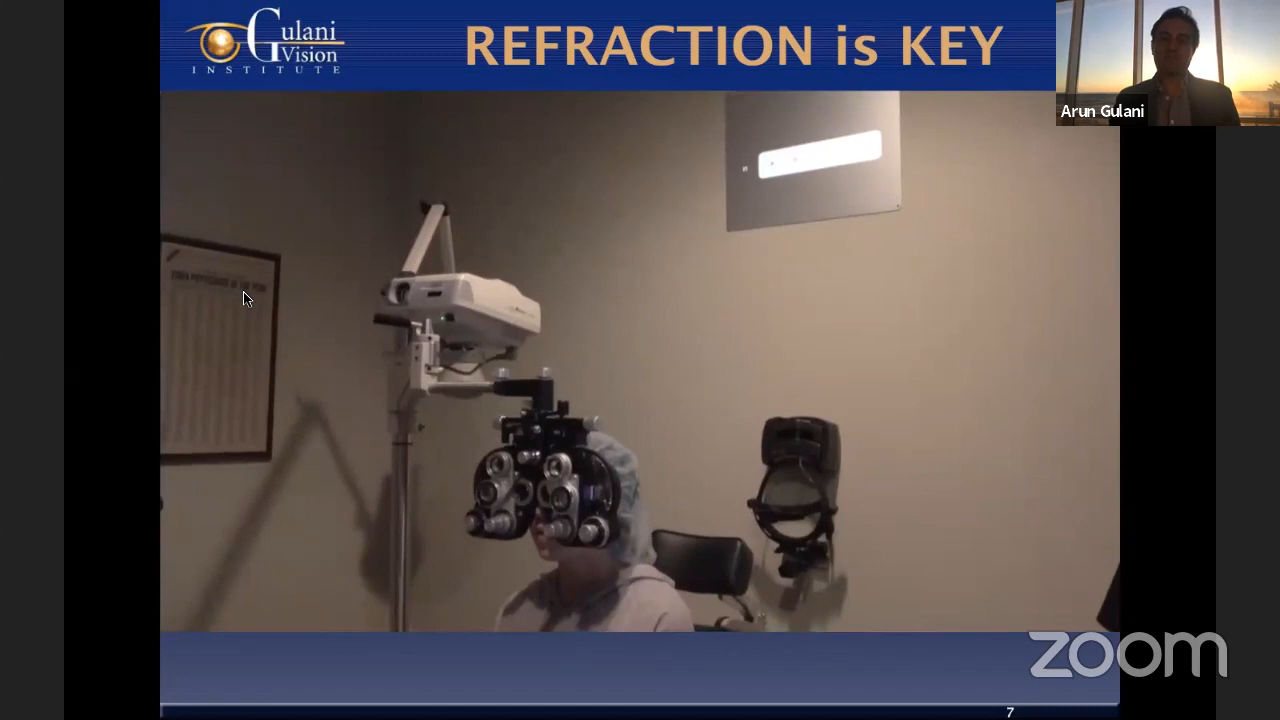 Gulani
Vision
INSTITUTE
REFRACTION is KEY
Arun Gulani
zoom
7